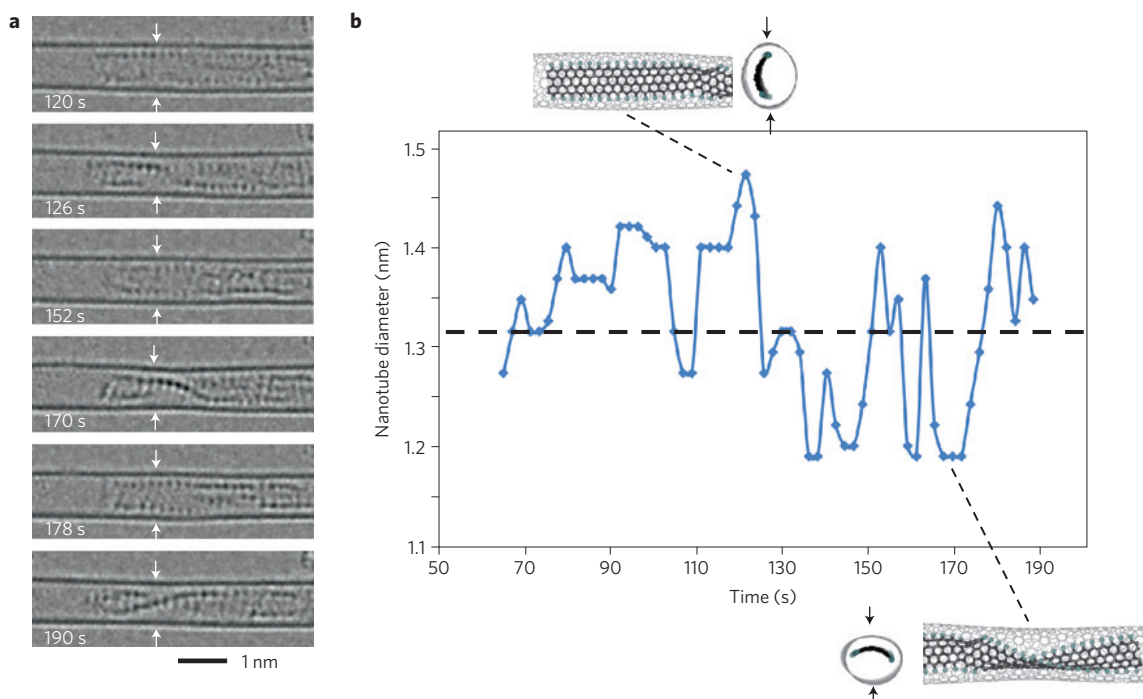 a
120 s
126 s
152 s
170 s
178 s
190 s
1 nm
b
1.5
1.4
1.3
1.2
1.1
Nanotube diameter (nm)
50
70
90
110
130
150
170
190
Time (s)